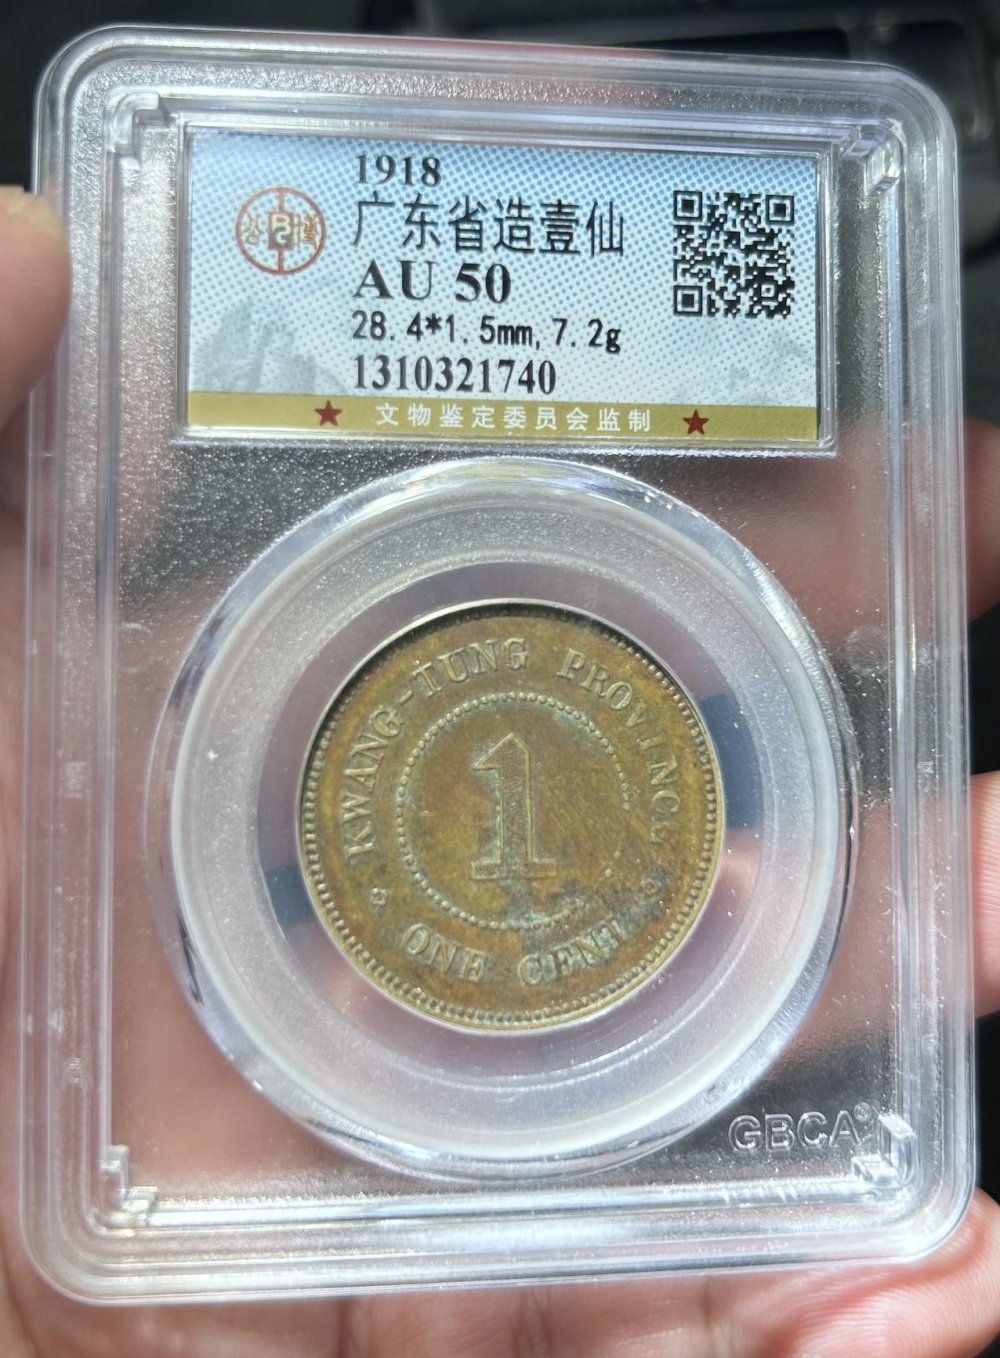 1918
广东省造壹仙
AU 50
28.4*1.5mm,7.2g
1310321740
★ 文物鉴定委员会监制 ★
KWANG-TUNG PROVINCE
1
ONE CENT
GBCA®